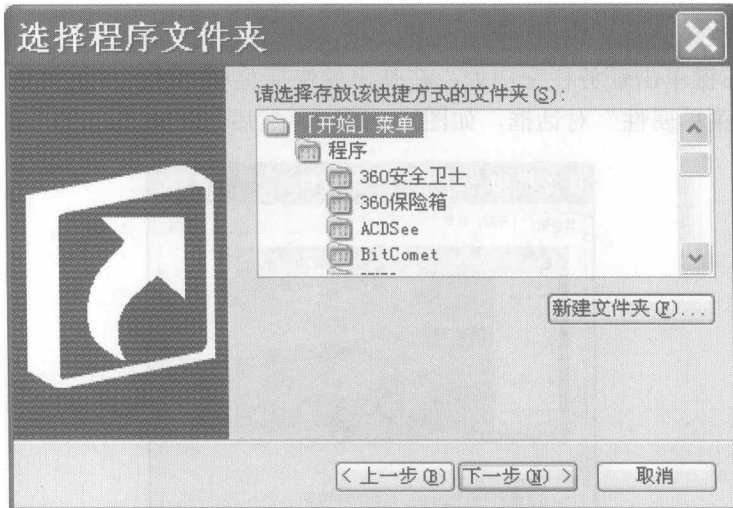 选择程序文件夹
请选择存放该快捷方式的文件夹(S):
「开始」菜单
程序
360安全卫士
360保险箱
ACDSee
BitComet
新建文件夹(F)...
< 上一步(B)
下一步(N) >
取消